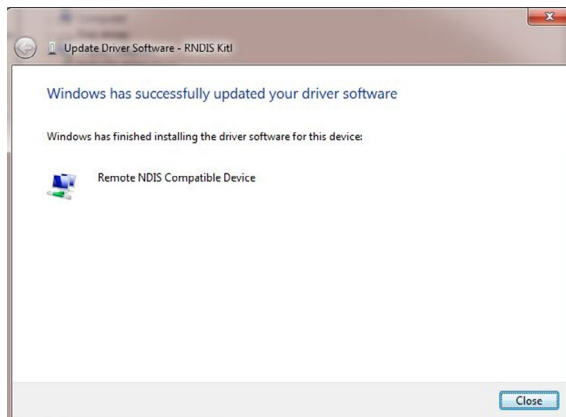 Update Driver Software - RNDIS Kitl
Windows has successfully updated your driver software
Windows has finished installing the driver software for this device:
Remote NDIS Compatible Device
Close